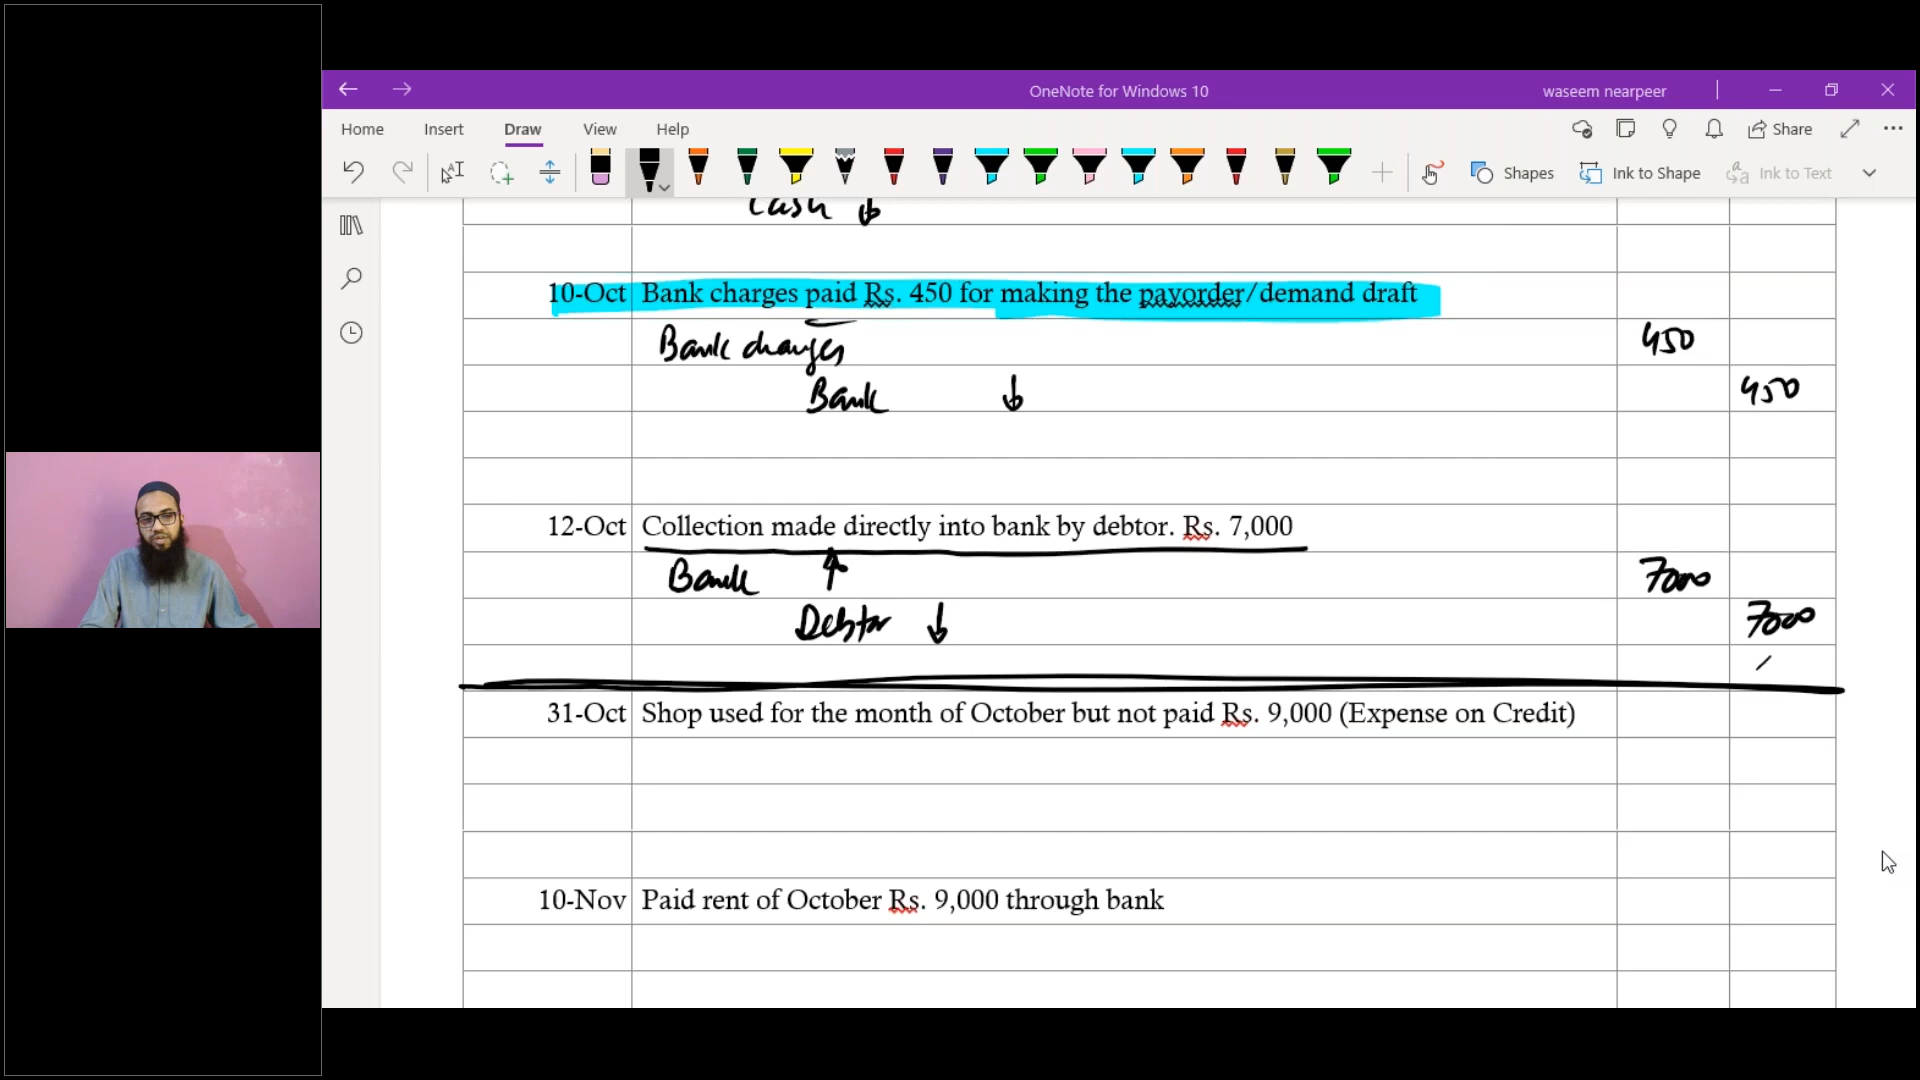 OneNote for Windows 10
waseem nearpeer
Home Insert Draw View Help
Share
Shapes Ink to Shape Ink to Text
Cash ↓
10-Oct Bank charges paid Rs. 450 for making the payorder/demand draft
Bank charges 450
Bank ↓ 450
12-Oct Collection made directly into bank by debtor. Rs. 7,000
Bank ↑ 7000
Debtor ↓ 7000
31-Oct Shop used for the month of October but not paid Rs. 9,000 (Expense on Credit)
10-Nov Paid rent of October Rs. 9,000 through bank